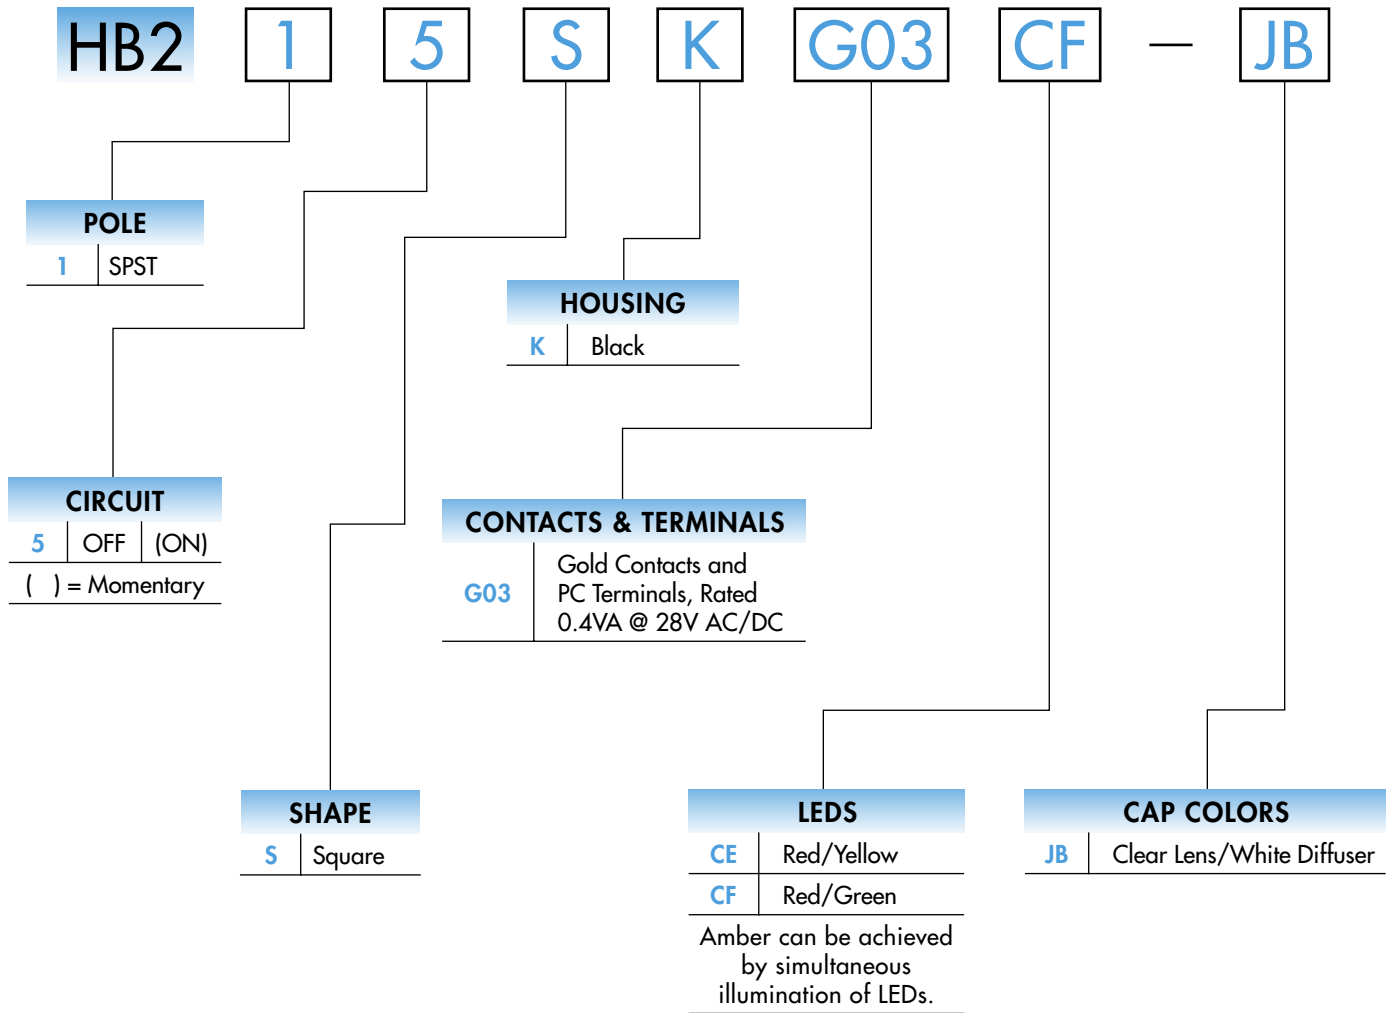 HB2 1 5 S K G03 CF — JB
POLE
1 SPST
HOUSING
K Black
CIRCUIT
5 OFF (ON)
( ) = Momentary
CONTACTS & TERMINALS
G03
Gold Contacts and
PC Terminals, Rated
0.4VA @ 28V AC/DC
SHAPE
S Square
LEDS
CE Red/Yellow
CF Red/Green
Amber can be achieved
by simultaneous
illumination of LEDs.
CAP COLORS
JB Clear Lens/White Diffuser